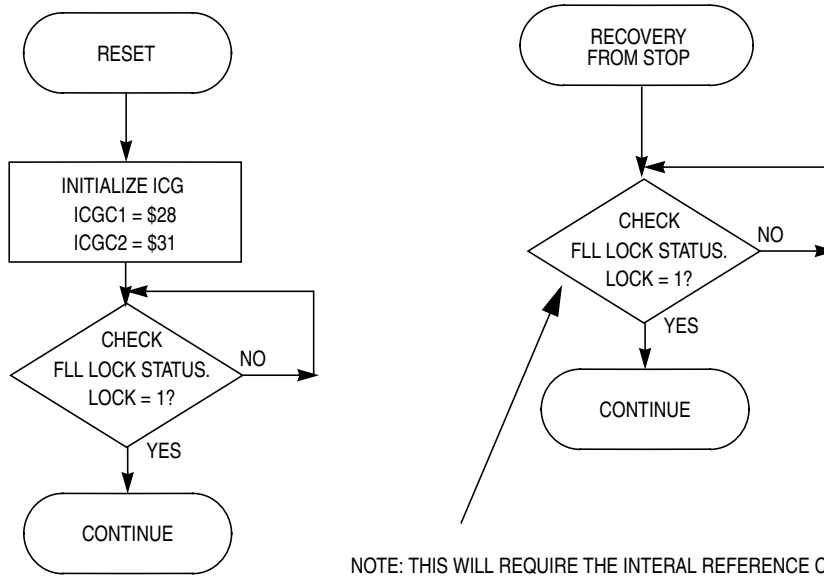 RESET
INITIALIZE ICG
ICGC1 = $28
ICGC2 = $31
CHECK
FLL LOCK STATUS.
LOCK = 1?
NO
YES
CONTINUE
RECOVERY
FROM STOP
CHECK
FLL LOCK STATUS.
LOCK = 1?
NO
YES
CONTINUE
NOTE: THIS WILL REQUIRE THE INTERAL REFERENCE